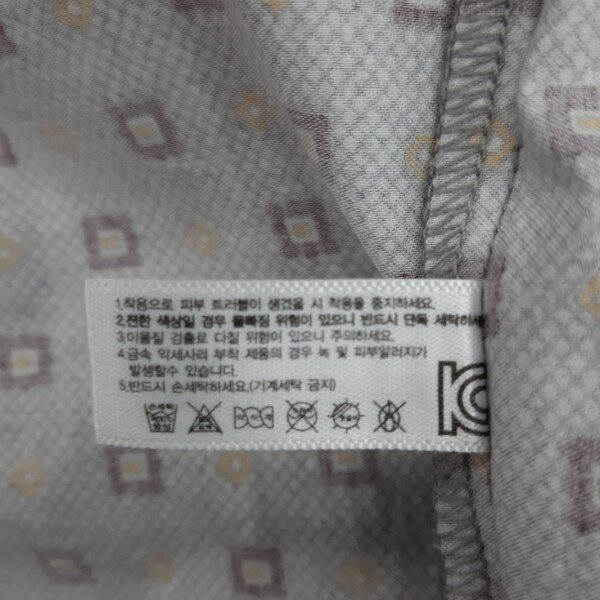 1.착용으로 피부 트러블이 생겼을 시 착용을 중지하세요.
2.진한 색상일 경우 물빠짐 위험이 있으니 반드시 단독 세탁하세
3.이물질 검출로 다칠 위험이 있으니 주의하세요.
4.금속 악세사리 부착 제품의 경우 녹 및 피부알러지가
발생할수 있습니다.
5.반드시 손세탁하세요.(기계세탁 금지)
손세탁
중성